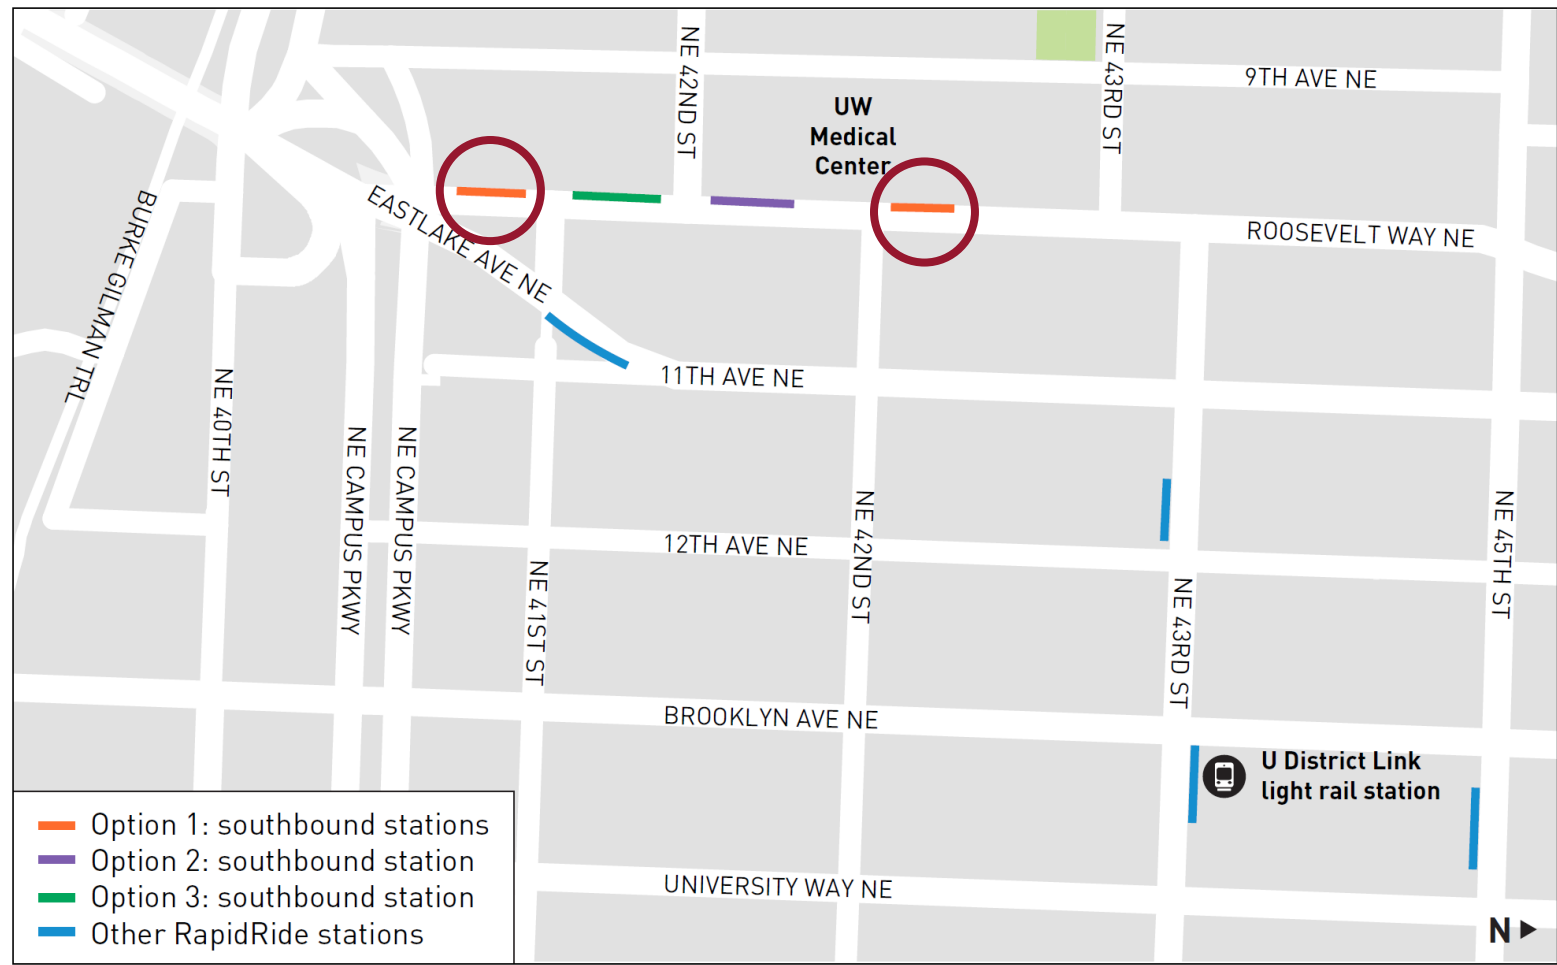 NE 42ND ST
NE 43RD ST
9TH AVE NE
UW
Medical
Center
EASTLAKE AVE NE
ROOSEVELT WAY NE
BURKE GILMAN TRL
11TH AVE NE
NE 40TH ST
NE CAMPUS PKWY
NE CAMPUS PKWY
NE 42ND ST
NE 45TH ST
12TH AVE NE
NE 41ST ST
NE 43RD ST
BROOKLYN AVE NE
U District Link
light rail station
Option 1: southbound stations
Option 2: southbound station
Option 3: southbound station
Other RapidRide stations
UNIVERSITY WAY NE
N